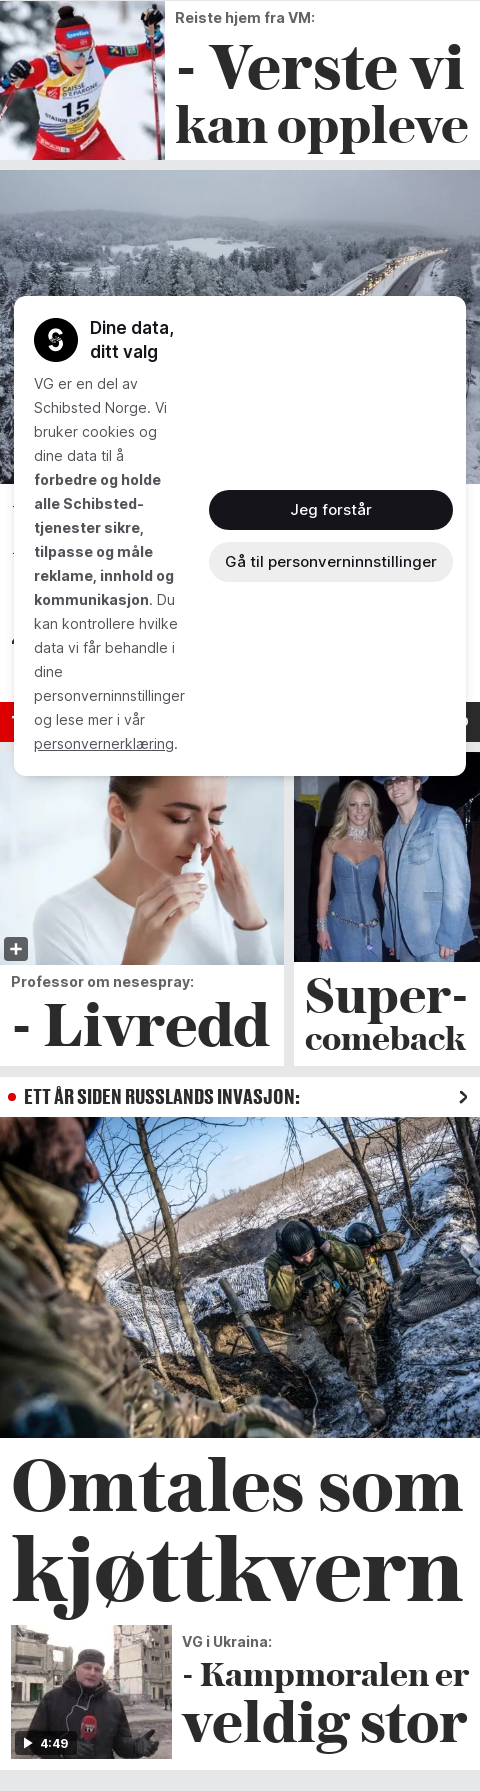 Reiste hjem fra VM:
- Verste vi
kan oppleve
15
Dine data,
ditt valg
VG er en del av
Schibsted Norge. Vi
bruker cookies og
dine data til å
forbedre og holde
alle Schibsted-
tjenester sikre,
tilpasse og måle
reklame, innhold og
kommunikasjon. Du
kan kontrollere hvilke
data vi får behandle i
dine
personverninnstillinger
og lese mer i vår
personvernerklæring.
Jeg forstår
Gå til personverninnstillinger
Professor om nesespray:
- Livredd
Super-
comeback
ETT ÅR SIDEN RUSSLANDS INVASJON:
Omtales som
kjøttkvern
4:49
VG i Ukraina:
- Kampmoralen er
veldig stor